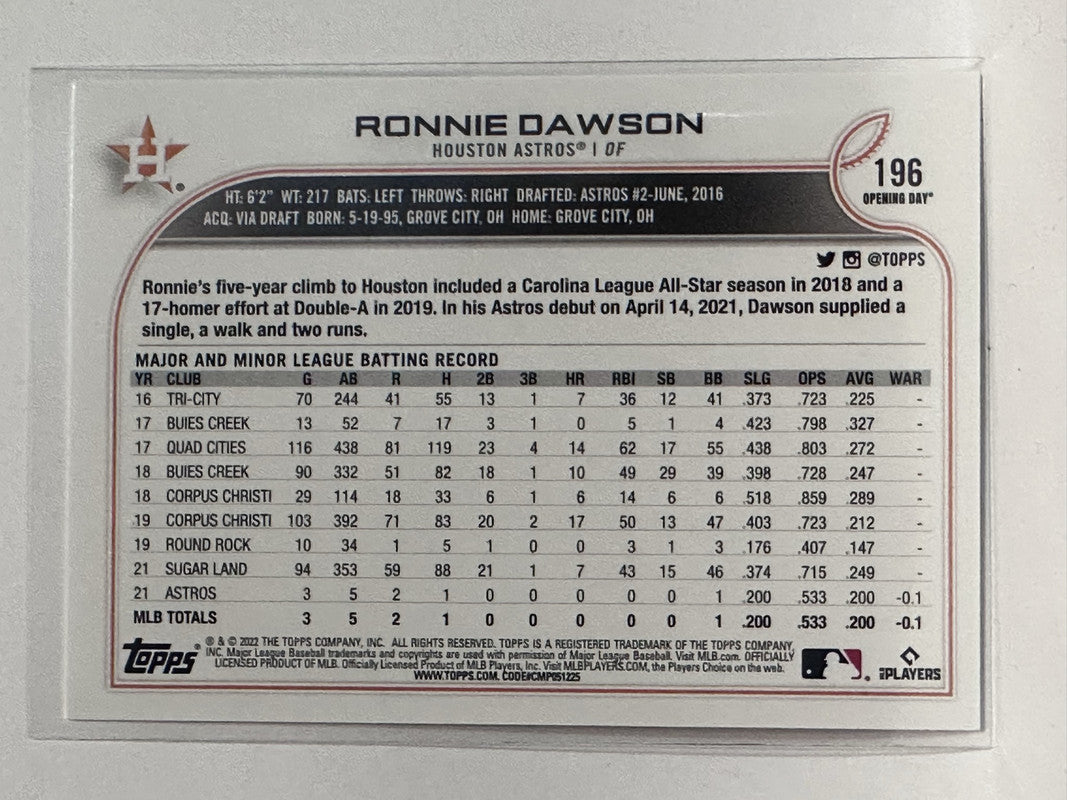 H
RONNIE DAWSON
HOUSTON ASTROS® | OF
196
OPENING DAY®
HT: 6'2" WT: 217 BATS: LEFT THROWS: RIGHT DRAFTED: ASTROS #2-JUNE, 2016
ACQ: VIA DRAFT BORN: 5-19-95, GROVE CITY, OH HOME: GROVE CITY, OH
@TOPPS
Ronnie's five-year climb to Houston included a Carolina League All-Star season in 2018 and a
17-homer effort at Double-A in 2019. In his Astros debut on April 14, 2021, Dawson supplied a
single, a walk and two runs.
MAJOR AND MINOR LEAGUE BATTING RECORD
YR CLUB G AB R H 2B 3B HR RBI SB BB SLG OPS AVG WAR
16 TRI-CITY 70 244 41 55 13 1 7 36 12 41 .373 .723 .225 -
17 BUIES CREEK 13 52 7 17 3 1 0 5 1 4 .423 .798 .327 -
17 QUAD CITIES 116 438 81 119 23 4 14 62 17 55 .438 .803 .272 -
18 BUIES CREEK 90 332 51 82 18 1 10 49 29 39 .398 .728 .247 -
18 CORPUS CHRISTI 29 114 18 33 6 1 6 14 6 6 .518 .859 .289 -
19 CORPUS CHRISTI 103 392 71 83 20 2 17 50 13 47 .403 .723 .212 -
19 ROUND ROCK 10 34 1 5 1 0 0 3 1 3 .176 .407 .147 -
21 SUGAR LAND 94 353 59 88 21 1 7 43 15 46 .374 .715 .249 -
21 ASTROS 3 5 2 1 0 0 0 0 0 1 .200 .533 .200 -0.1
MLB TOTALS 3 5 2 1 0 0 0 0 0 1 .200 .533 .200 -0.1
Topps®
® & © 2022 THE TOPPS COMPANY, INC. ALL RIGHTS RESERVED. TOPPS IS A REGISTERED TRADEMARK OF THE TOPPS COMPANY,
INC. Major League Baseball trademarks and copyrights are used with permission of Major League Baseball. Visit MLB.com. OFFICIALLY
LICENSED PRODUCT OF MLB. Officially Licensed Product of MLB Players, Inc. Visit MLBPLAYERS.COM, the Players Choice on the web.
WWW.TOPPS.COM. CODE#CMP051225
MLB PLAYERS